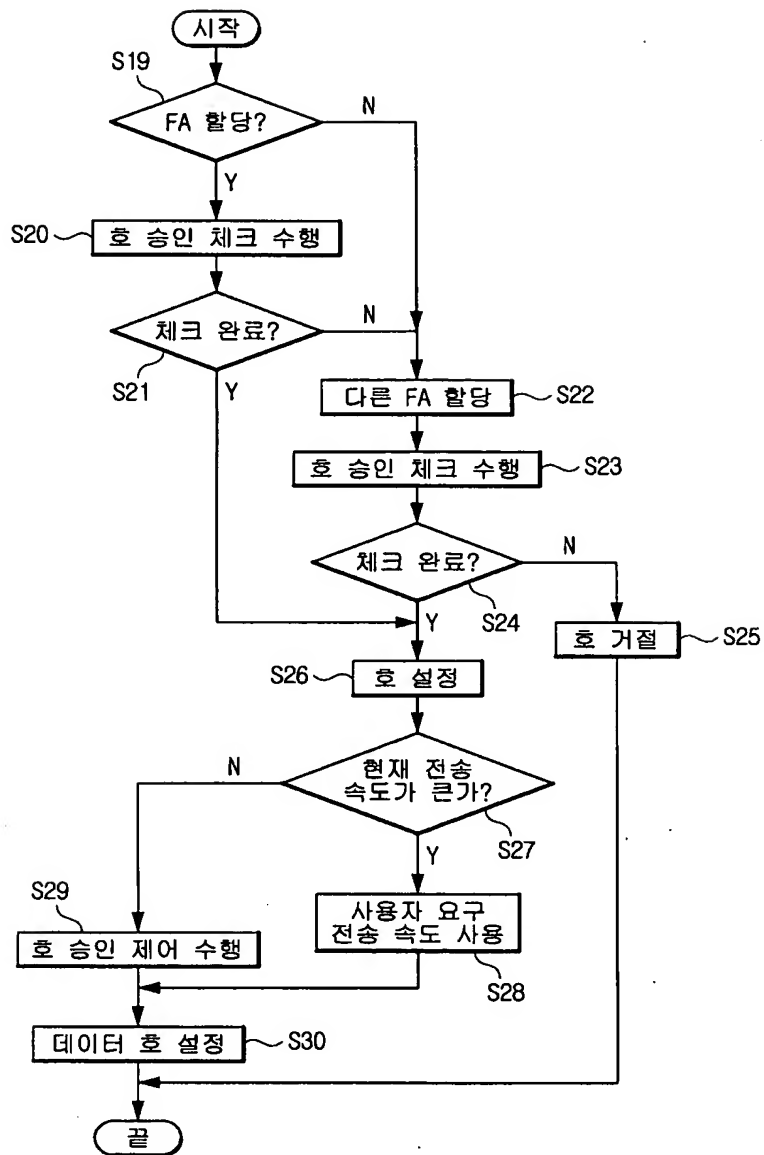 시작
S19
FA 할당?
N
Y
S20
호 승인 체크 수행
체크 완료?
N
S21
Y
다른 FA 할당
S22
호 승인 체크 수행
S23
체크 완료?
N
S24
Y
호 거절
S25
S26
호 설정
N
현재 전송
속도가 큰가?
S27
Y
S29
사용자 요구
전송 속도 사용
호 승인 제어 수행
S28
데이터 호 설정
S30
끝